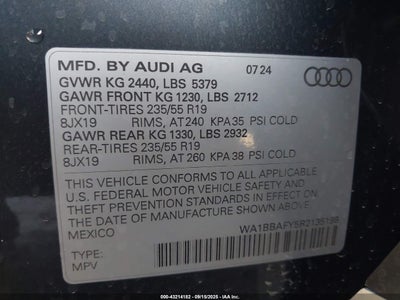 MFD. BY AUDI AG 07 24
GVWR KG 2440, LBS 5379
GAWR FRONT KG 1230, LBS 2712
FRONT-TIRES 235/55 R19
8JX19 RIMS, AT 240 KPA 35 PSI COLD
GAWR REAR KG 1330, LBS 2932
REAR-TIRES 235/55 R19
8JX19 RIMS, AT 260 KPA 38 PSI COLD
THIS VEHICLE CONFORMS TO ALL APPLICABLE
U.S. FEDERAL MOTOR VEHICLE SAFETY AND
THEFT PREVENTION STANDARDS IN EFFECT ON
THE DATE OF MANUFACTURE SHOWN ABOVE.
MEXICO
TYPE:
MPV
000-43214182 - 09/15/2025 - www.iaai.com